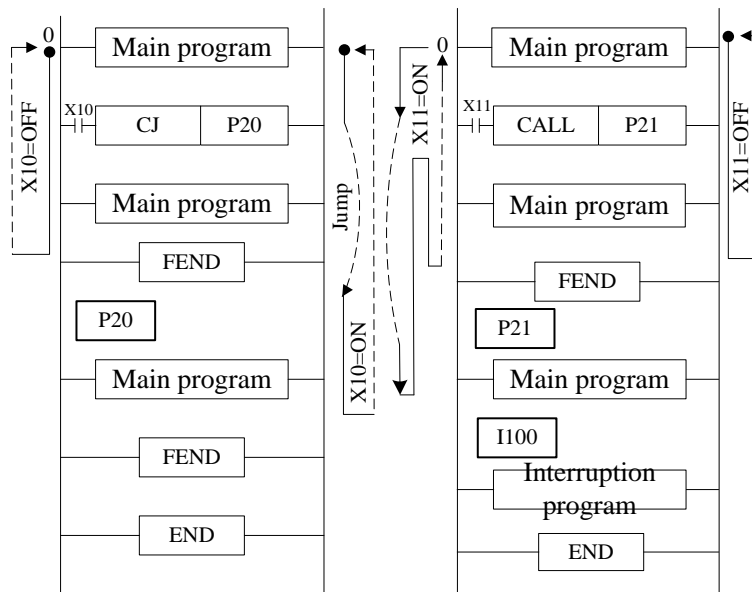 0
Main program
X10
CJ
P20
X10=OFF
Main program
Jump
FEND
P20
X10=ON
Main program
FEND
END
0
Main program
X11=ON
X11
CALL
P21
X11=OFF
Main program
FEND
P21
Main program
I100
Interruption
program
END